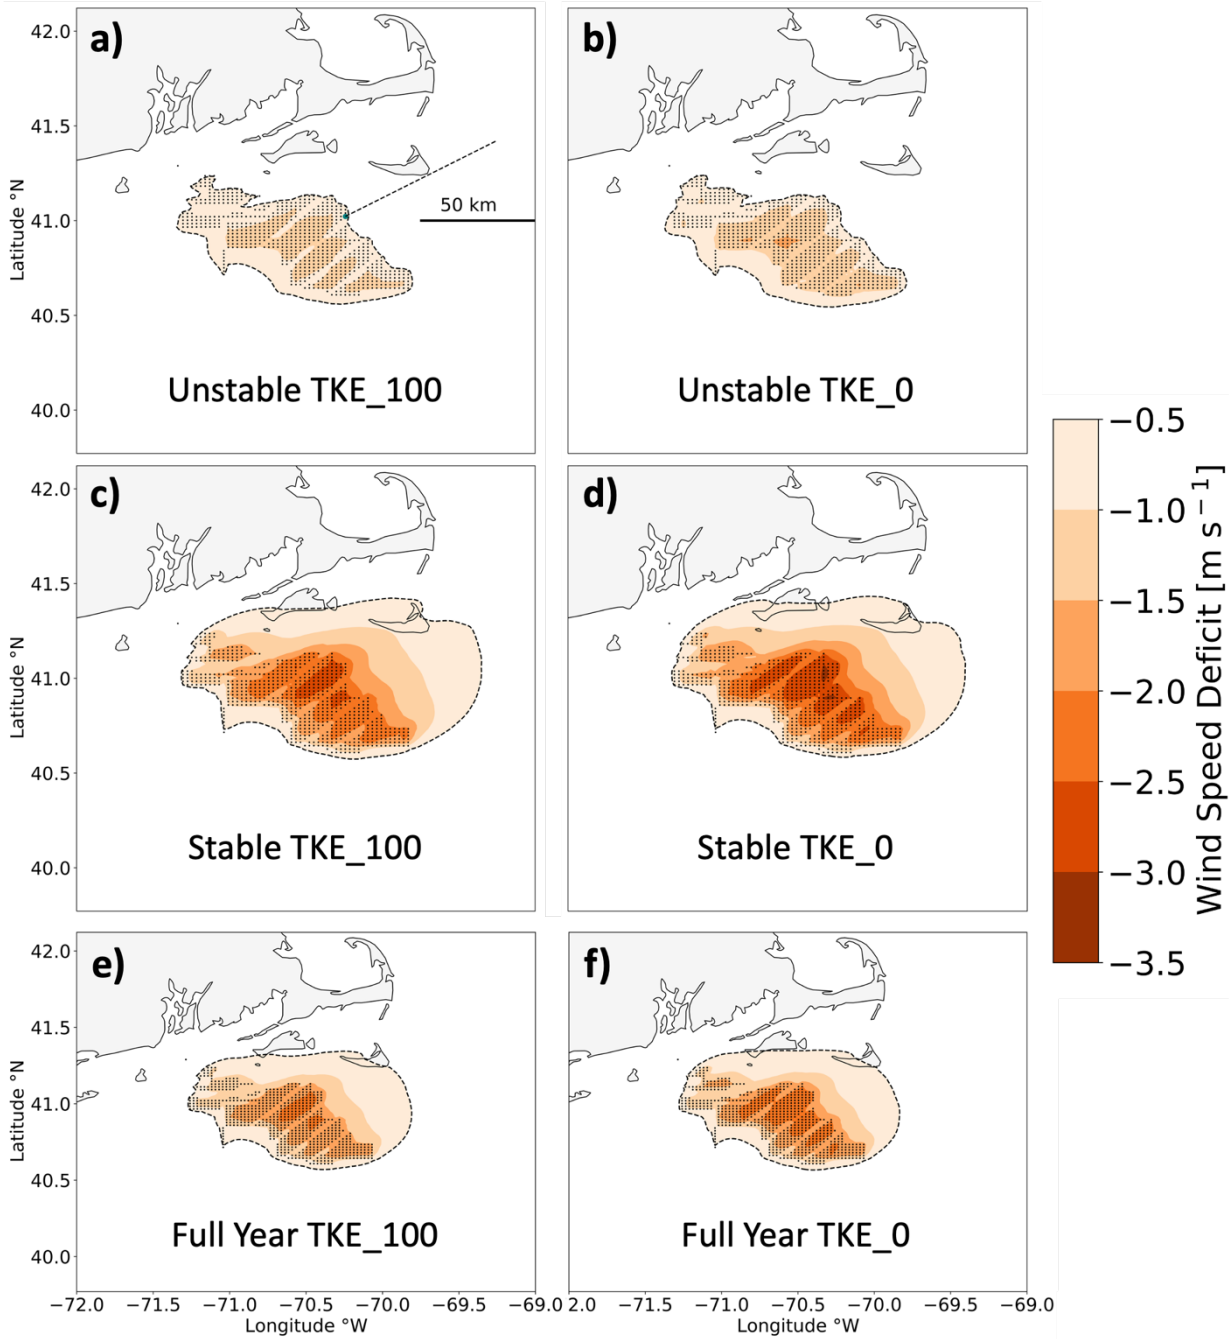 a)
b)
42.0
41.5
41.0
40.5
40.0
Latitude °N
50 km
Unstable TKE_100
Unstable TKE_0
c)
d)
42.0
41.5
41.0
40.5
40.0
Latitude °N
Stable TKE_100
Stable TKE_0
−0.5
−1.0
−1.5
−2.0
−2.5
−3.0
−3.5
Wind Speed Deficit [m s⁻¹]
e)
f)
42.0
41.5
41.0
40.5
40.0
Latitude °N
Full Year TKE_100
Full Year TKE_0
−72.0 −71.5 −71.0 −70.5 −70.0 −69.5 −69.0 2.0 −71.5 −71.0 −70.5 −70.0 −69.5 −69.0
Longitude °W
Longitude °W